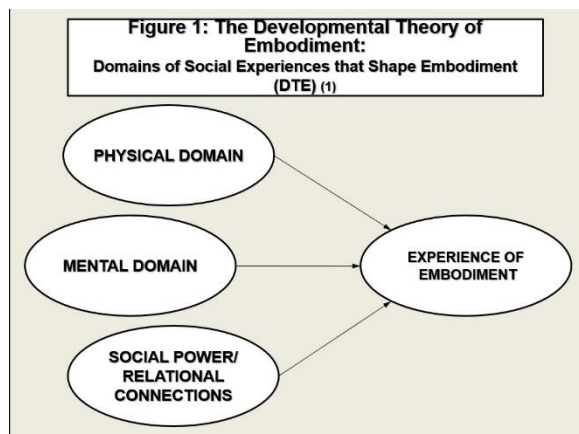 Figure 1: The Developmental Theory of
Embodiment:
Domains of Social Experiences that Shape Embodiment
(DTE) (1)
PHYSICAL DOMAIN
MENTAL DOMAIN
EXPERIENCE OF
EMBODIMENT
SOCIAL POWER/
RELATIONAL
CONNECTIONS